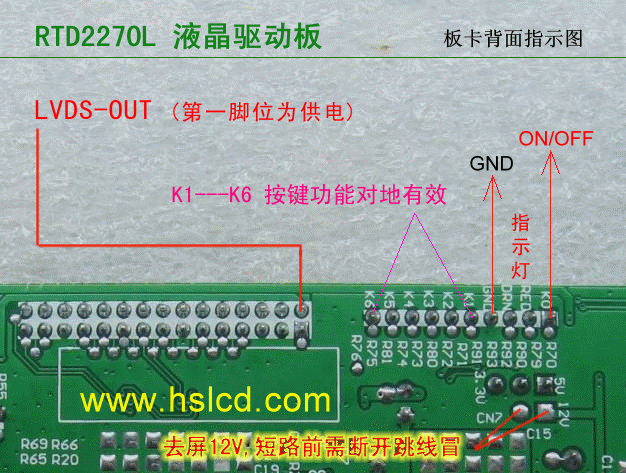 RTD2270L 液晶驱动板
板卡背面指示图
LVDS-OUT (第一脚位为供电)
ON/OFF
GND
K1---K6 按键功能对地有效
指示灯
K6 K5 K4 K3 K2 K1 GND GRN RED K0
R75 R81 R74 R73 R80 R72 R71 R91 R93 R92 R90 R79 R70
R76
3.3V 5V 12V
CN7
C15
R55
www.hslcd.com
去屏12V,短路前需断开跳线冒
R69 R66
R65 R20
C19